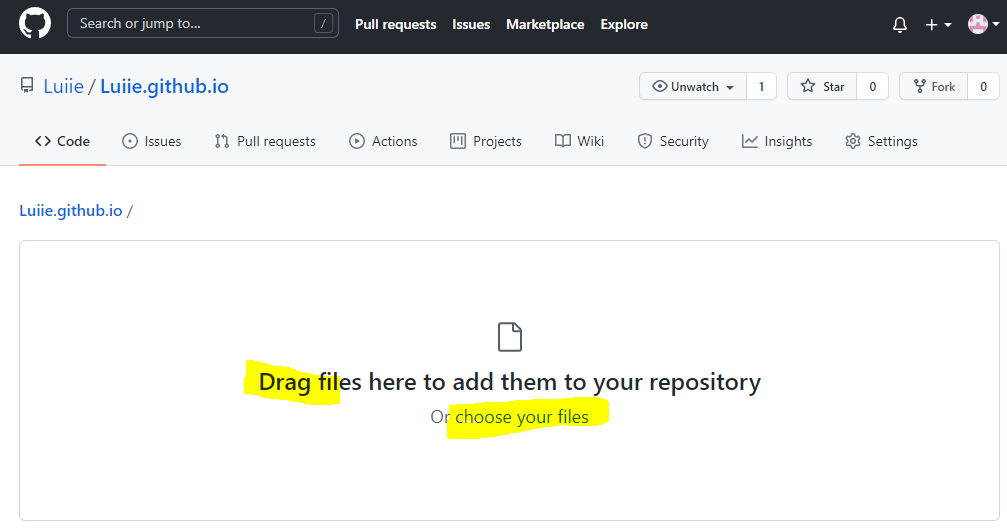 Search or jump to... / Pull requests Issues Marketplace Explore
Luiie / Luiie.github.io Unwatch 1 Star 0 Fork 0
Code Issues Pull requests Actions Projects Wiki Security Insights Settings
Luiie.github.io /
Drag files here to add them to your repository
Or choose your files